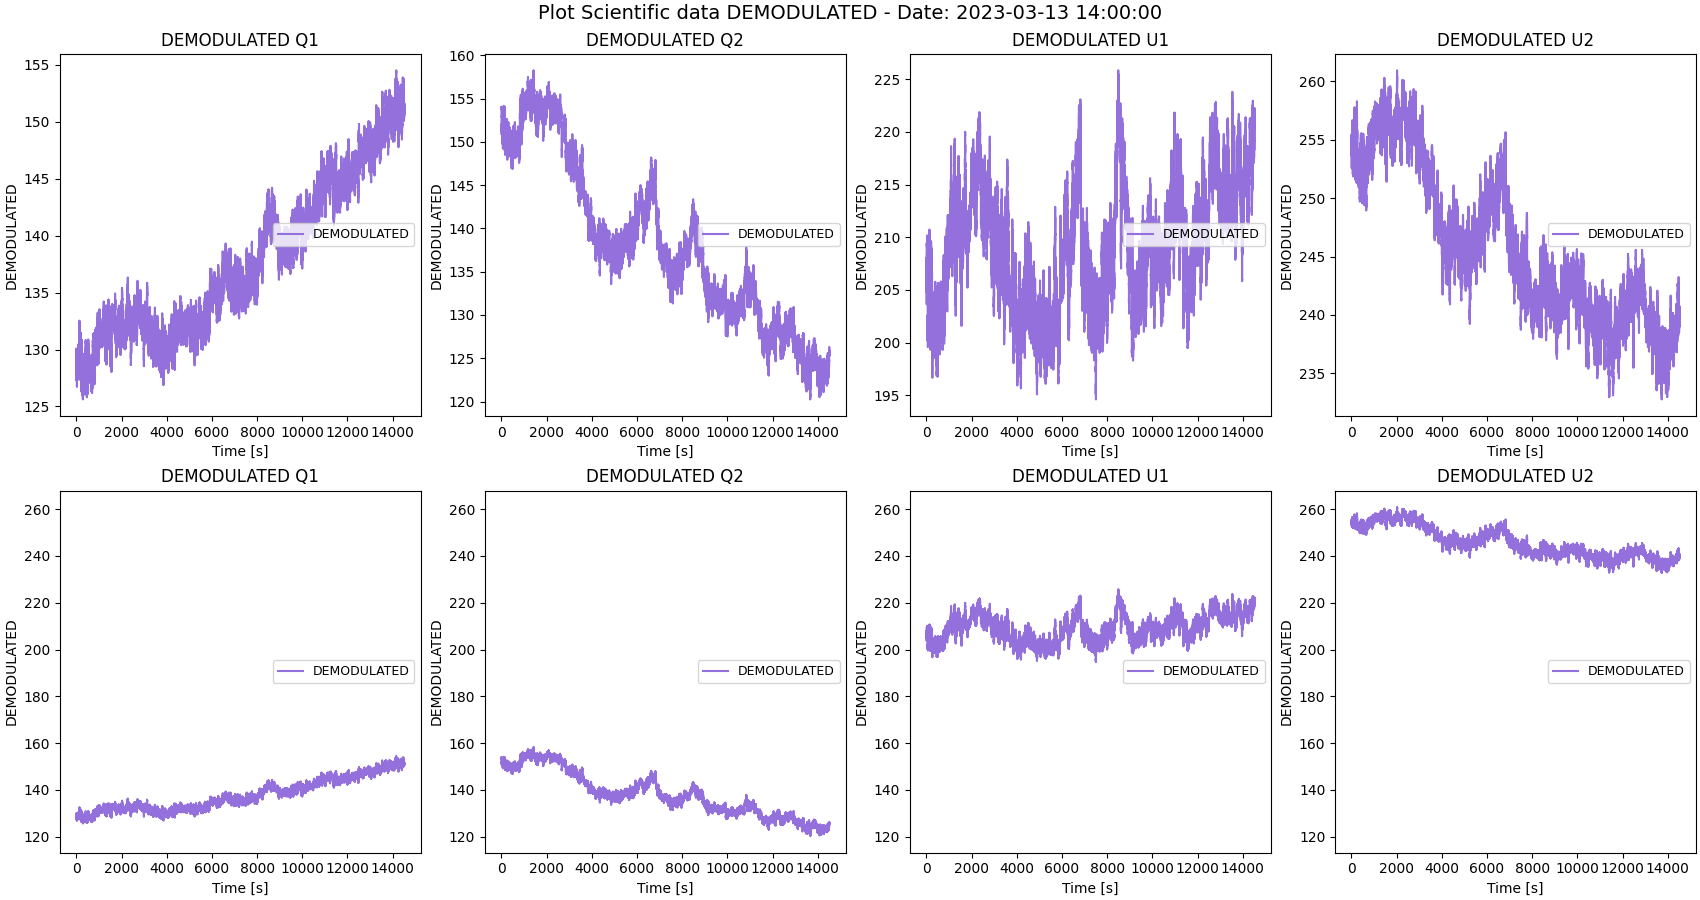 Plot Scientific data DEMODULATED - Date: 2023-03-13 14:00:00
DEMODULATED Q1
DEMODULATED
155
150
145
140
135
130
125
DEMODULATED
0 2000 4000 6000 8000 10000 12000 14000
Time [s]
DEMODULATED Q2
DEMODULATED
160
155
150
145
140
135
130
125
120
DEMODULATED
0 2000 4000 6000 8000 10000 12000 14000
Time [s]
DEMODULATED U1
DEMODULATED
225
220
215
210
205
200
195
DEMODULATED
0 2000 4000 6000 8000 10000 12000 14000
Time [s]
DEMODULATED U2
DEMODULATED
260
255
250
245
240
235
DEMODULATED
0 2000 4000 6000 8000 10000 12000 14000
Time [s]
DEMODULATED Q1
DEMODULATED
260
240
220
200
180
160
140
120
DEMODULATED
0 2000 4000 6000 8000 10000 12000 14000
Time [s]
DEMODULATED Q2
DEMODULATED
260
240
220
200
180
160
140
120
DEMODULATED
0 2000 4000 6000 8000 10000 12000 14000
Time [s]
DEMODULATED U1
DEMODULATED
260
240
220
200
180
160
140
120
DEMODULATED
0 2000 4000 6000 8000 10000 12000 14000
Time [s]
DEMODULATED U2
DEMODULATED
260
240
220
200
180
160
140
120
DEMODULATED
0 2000 4000 6000 8000 10000 12000 14000
Time [s]